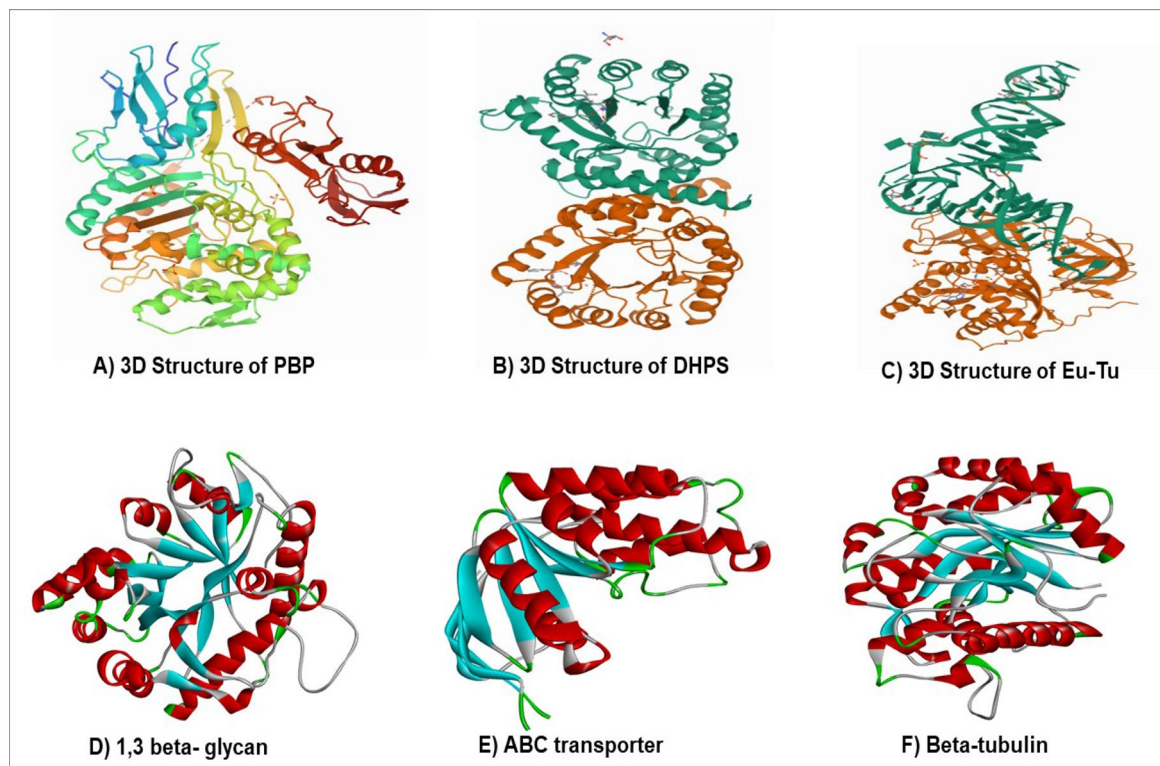 A) 3D Structure of PBP
B) 3D Structure of DHPS
C) 3D Structure of Eu-Tu
D) 1,3 beta- glycan
E) ABC transporter
F) Beta-tubulin